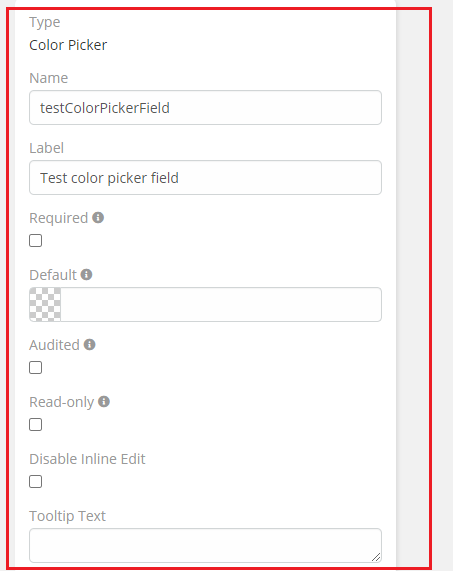 Type
Color Picker
Name
testColorPickerField
Label
Test color picker field
Required
Default
Audited
Read-only
Disable Inline Edit
Tooltip Text